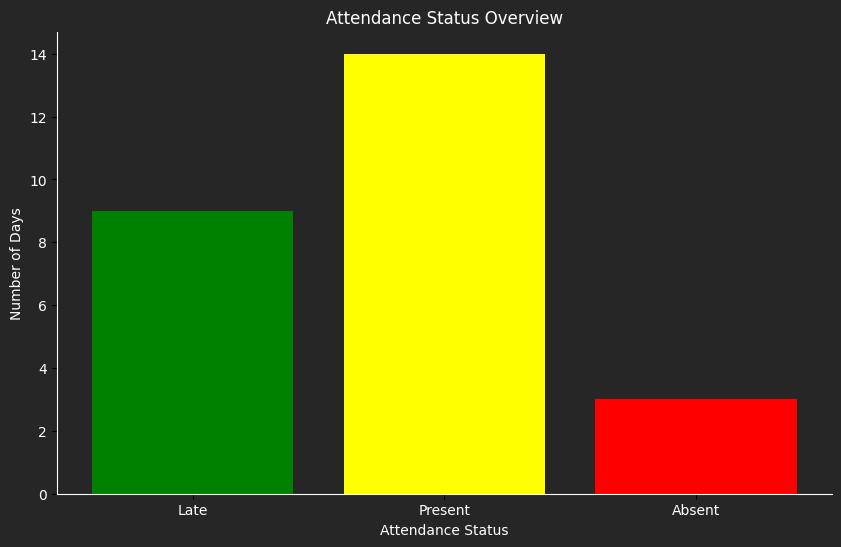 Attendance Status Overview
Number of Days
14
12
10
8
6
4
2
0
Late Present Absent
Attendance Status